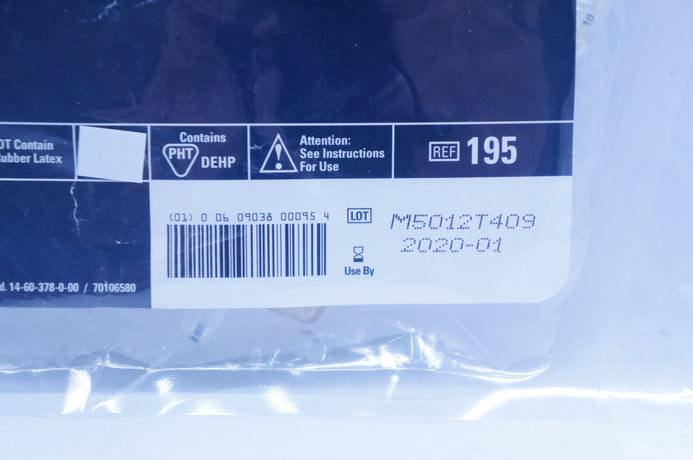 Contain
Rubber Latex
Contains
PHT DEHP
Attention:
See Instructions
For Use
REF 195
(01) 0 06 09038 00095 4
LOT
M5012T409
Use By
2020-01
14-60-378-0-00 / 70106580